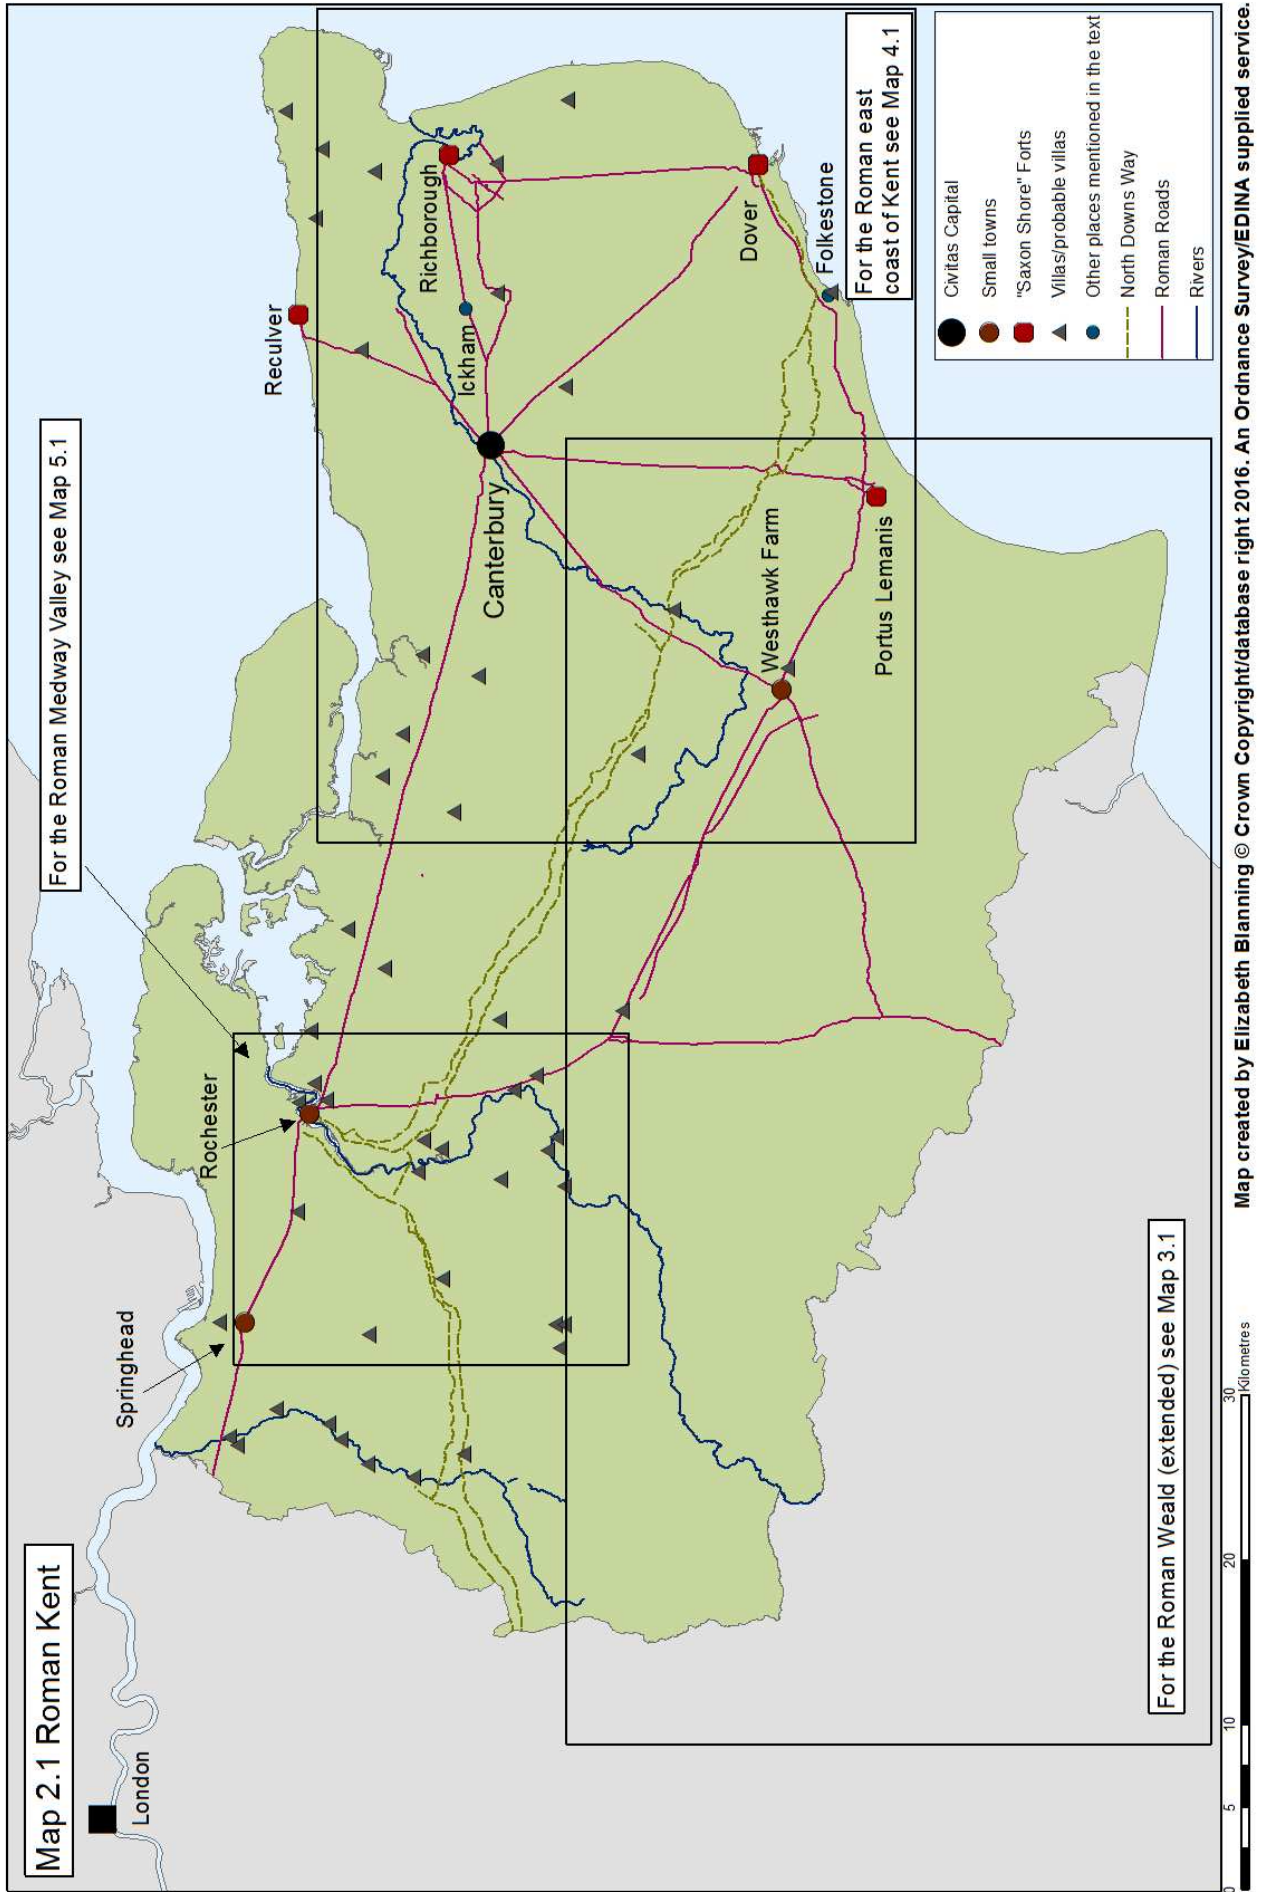 Map 2.1 Roman Kent
London
Springhead
Rochester
For the Roman Medway Valley see Map 5.1
Reculver
Richborough
Ickham
Canterbury
Dover
Folkestone
Westhawk Farm
Portus Lemanis
For the Roman east
coast of Kent see Map 4.1
Civitas Capital
Small towns
"Saxon Shore" Forts
Villas/probable villas
Other places mentioned in the text
North Downs Way
Roman Roads
Rivers
For the Roman Weald (extended) see Map 3.1
0 5 10 20 30
Kilometres
Map created by Elizabeth Blanning © Crown Copyright/database right 2016. An Ordnance Survey/EDINA supplied service.